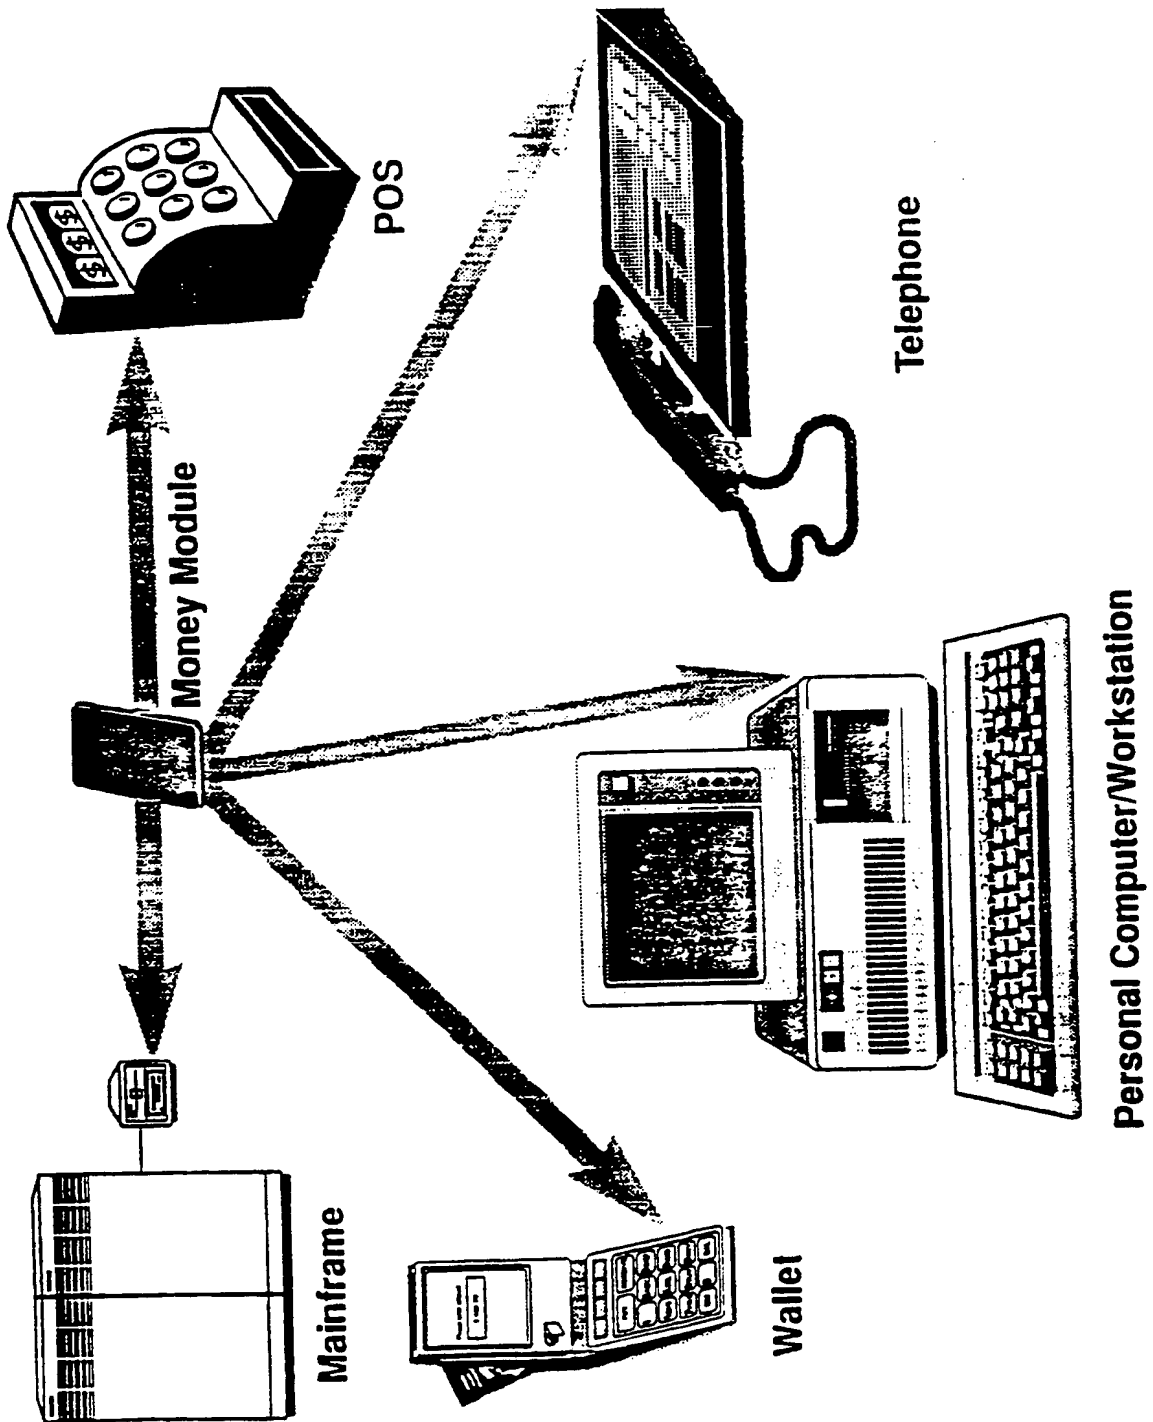 Mainframe
Money Module
POS
$ $ $
Wallet
Personal Computer/Workstation
Telephone